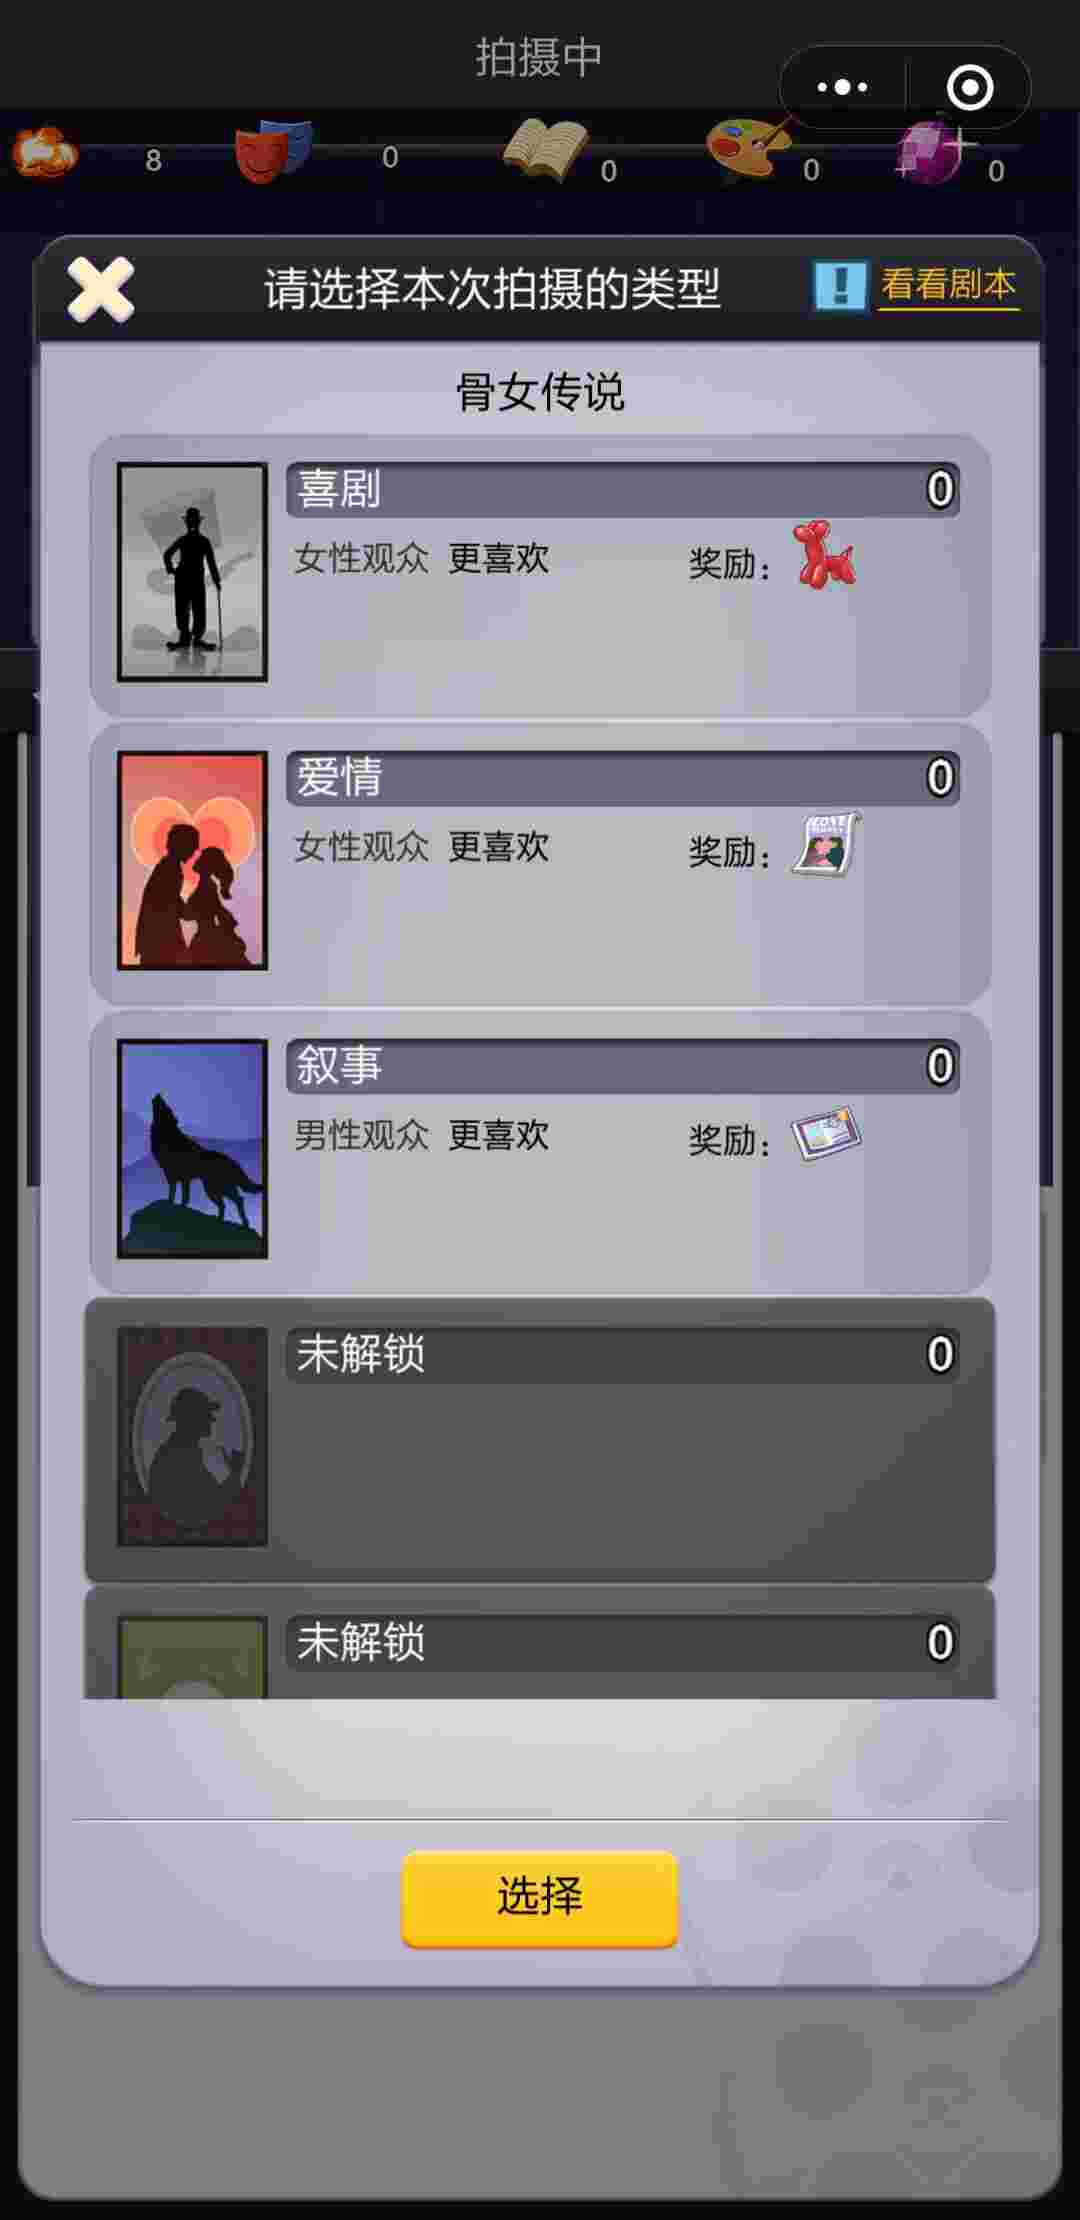 拍摄中
8 0 0 0 0
请选择本次拍摄的类型
看看剧本
骨女传说
喜剧 0
女性观众 更喜欢 奖励：
爱情 0
女性观众 更喜欢 奖励：
LOVE
叙事 0
男性观众 更喜欢 奖励：
未解锁 0
未解锁 0
选择